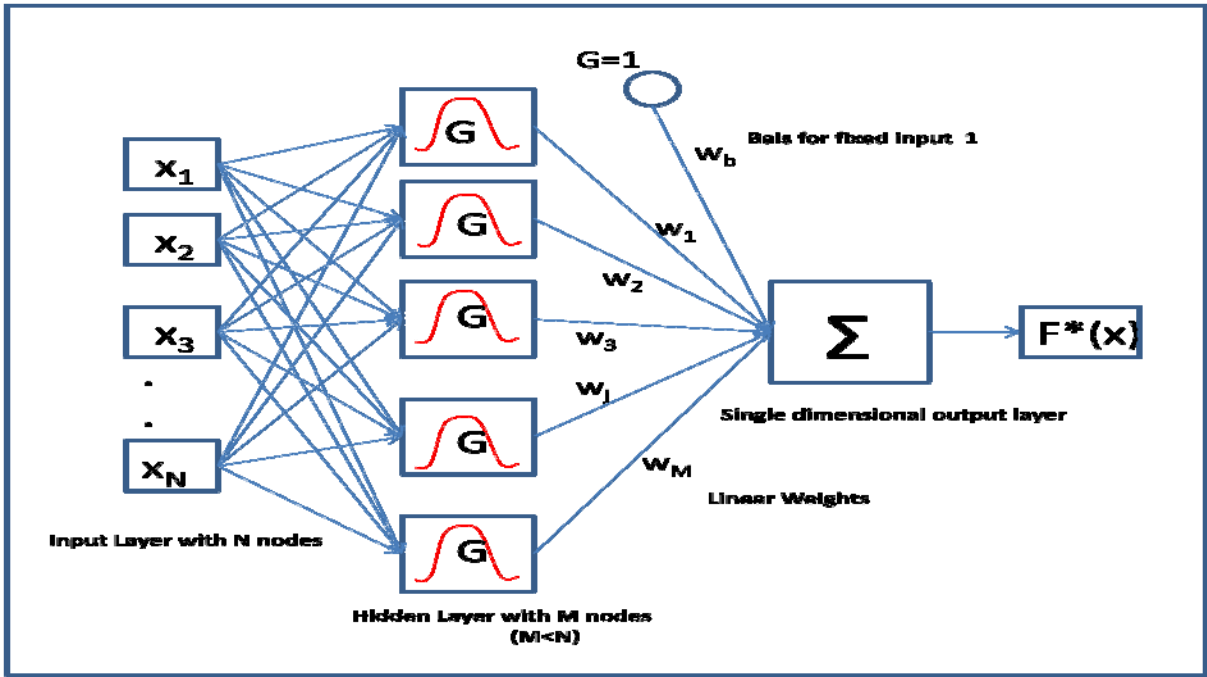 G=1
Bais for fixed input 1
G
G
G
G
G
x1
x2
x3
.
.
xN
wb
w1
w2
w3
wj
wM
Σ
F*(x)
Single dimensional output layer
Linear Weights
Input Layer with N nodes
Hidden Layer with M nodes
(M<N)